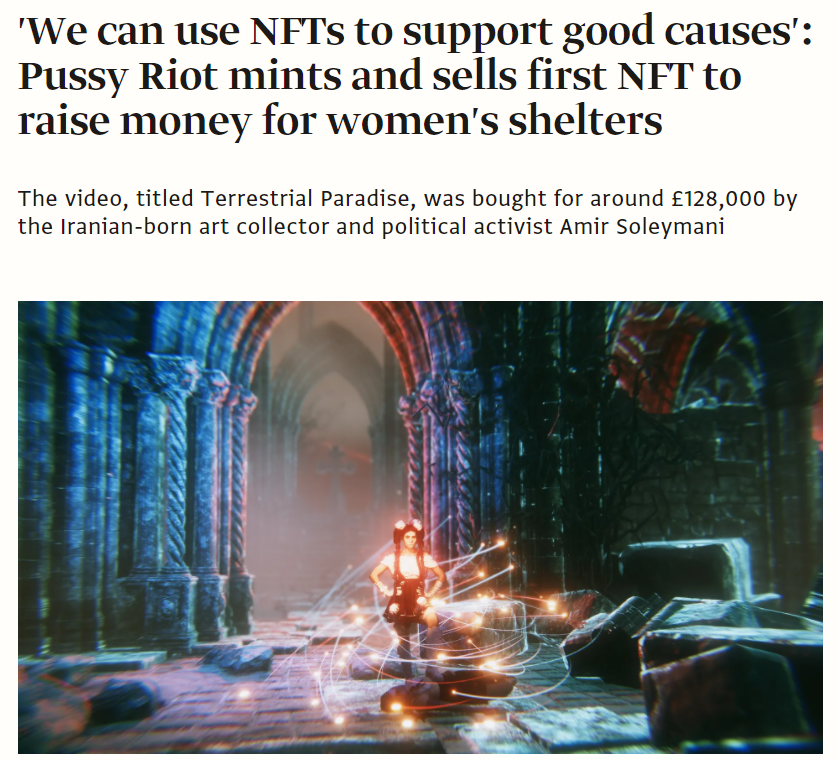 'We can use NFTs to support good causes':
Pussy Riot mints and sells first NFT to
raise money for women's shelters
The video, titled Terrestrial Paradise, was bought for around £128,000 by
the Iranian-born art collector and political activist Amir Soleymani